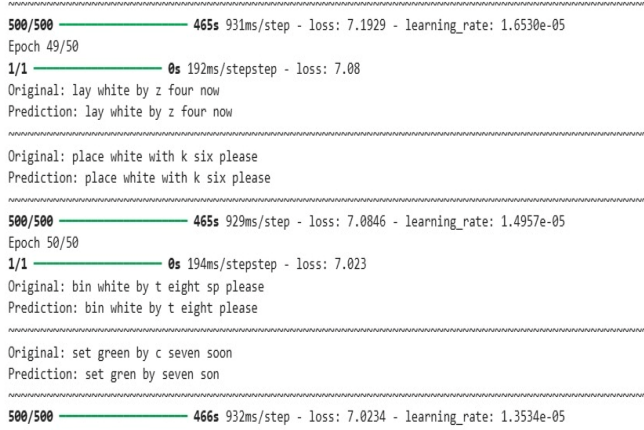 500/500 ━━━━━━━━━━━━━━━━━━━━ 465s 931ms/step - loss: 7.1929 - learning_rate: 1.6530e-05
Epoch 49/50
1/1 ━━━━━━━━━━━━━━━━━━━━ 0s 192ms/stepstep - loss: 7.08
Original: lay white by z four now
Prediction: lay white by z four now
~~~~~~~~~~~~~~~~~~~~~~~~~~~~~~~~~~~~~~~~~~~~~~~~~~~~~~~~~~~~~~~~~~~~~~~~~~~~~~~~~~~~~~~~~~~~~~~~~~~~
Original: place white with k six please
Prediction: place white with k six please
~~~~~~~~~~~~~~~~~~~~~~~~~~~~~~~~~~~~~~~~~~~~~~~~~~~~~~~~~~~~~~~~~~~~~~~~~~~~~~~~~~~~~~~~~~~~~~~~~~~~
500/500 ━━━━━━━━━━━━━━━━━━━━ 465s 929ms/step - loss: 7.0846 - learning_rate: 1.4957e-05
Epoch 50/50
1/1 ━━━━━━━━━━━━━━━━━━━━ 0s 194ms/stepstep - loss: 7.023
Original: bin white by t eight sp please
Prediction: bin white by t eight please
~~~~~~~~~~~~~~~~~~~~~~~~~~~~~~~~~~~~~~~~~~~~~~~~~~~~~~~~~~~~~~~~~~~~~~~~~~~~~~~~~~~~~~~~~~~~~~~~~~~~
Original: set green by c seven soon
Prediction: set gren by seven son
~~~~~~~~~~~~~~~~~~~~~~~~~~~~~~~~~~~~~~~~~~~~~~~~~~~~~~~~~~~~~~~~~~~~~~~~~~~~~~~~~~~~~~~~~~~~~~~~~~~~
500/500 ━━━━━━━━━━━━━━━━━━━━ 466s 932ms/step - loss: 7.0234 - learning_rate: 1.3534e-05